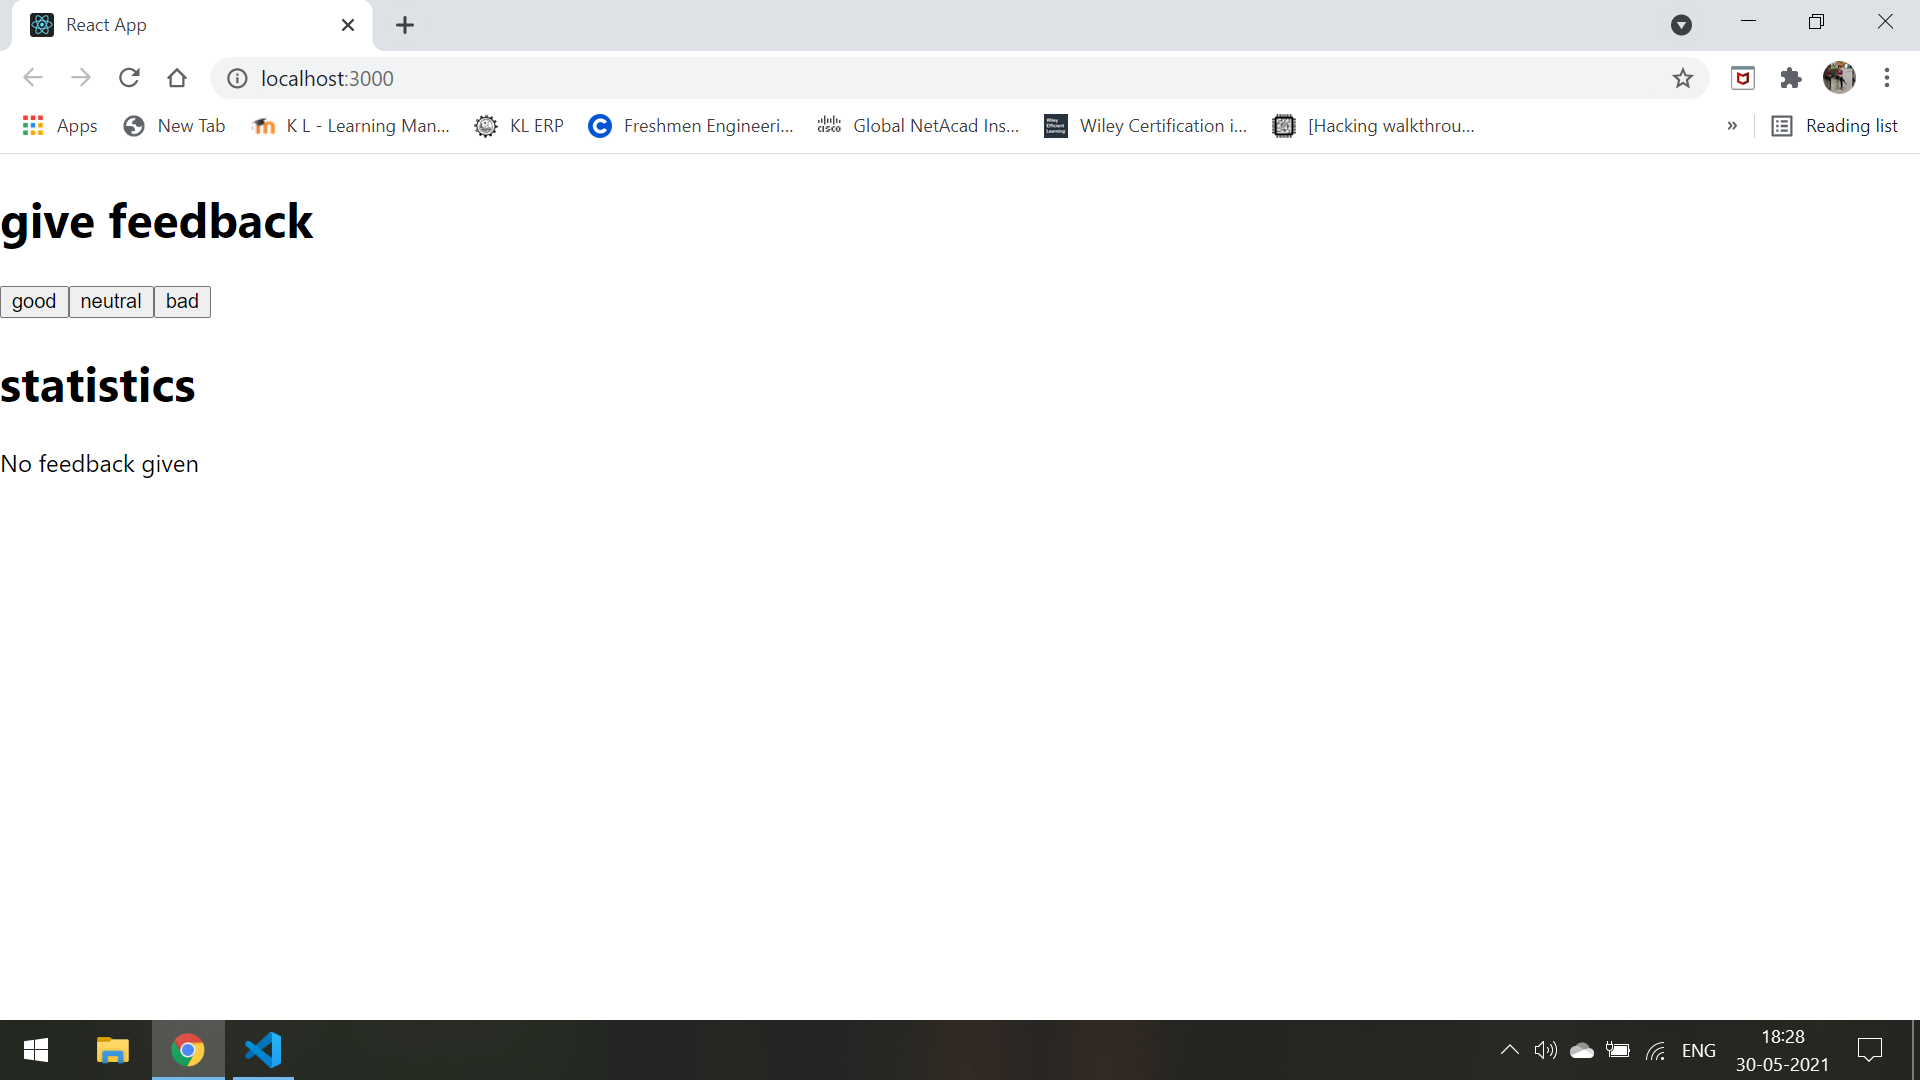 React App
localhost:3000
Apps New Tab K L - Learning Man... KL ERP Freshmen Engineeri... Global NetAcad Ins... Wiley Certification i... [Hacking walkthrou... » Reading list
give feedback
good neutral bad
statistics
No feedback given
ENG 18:28
30-05-2021